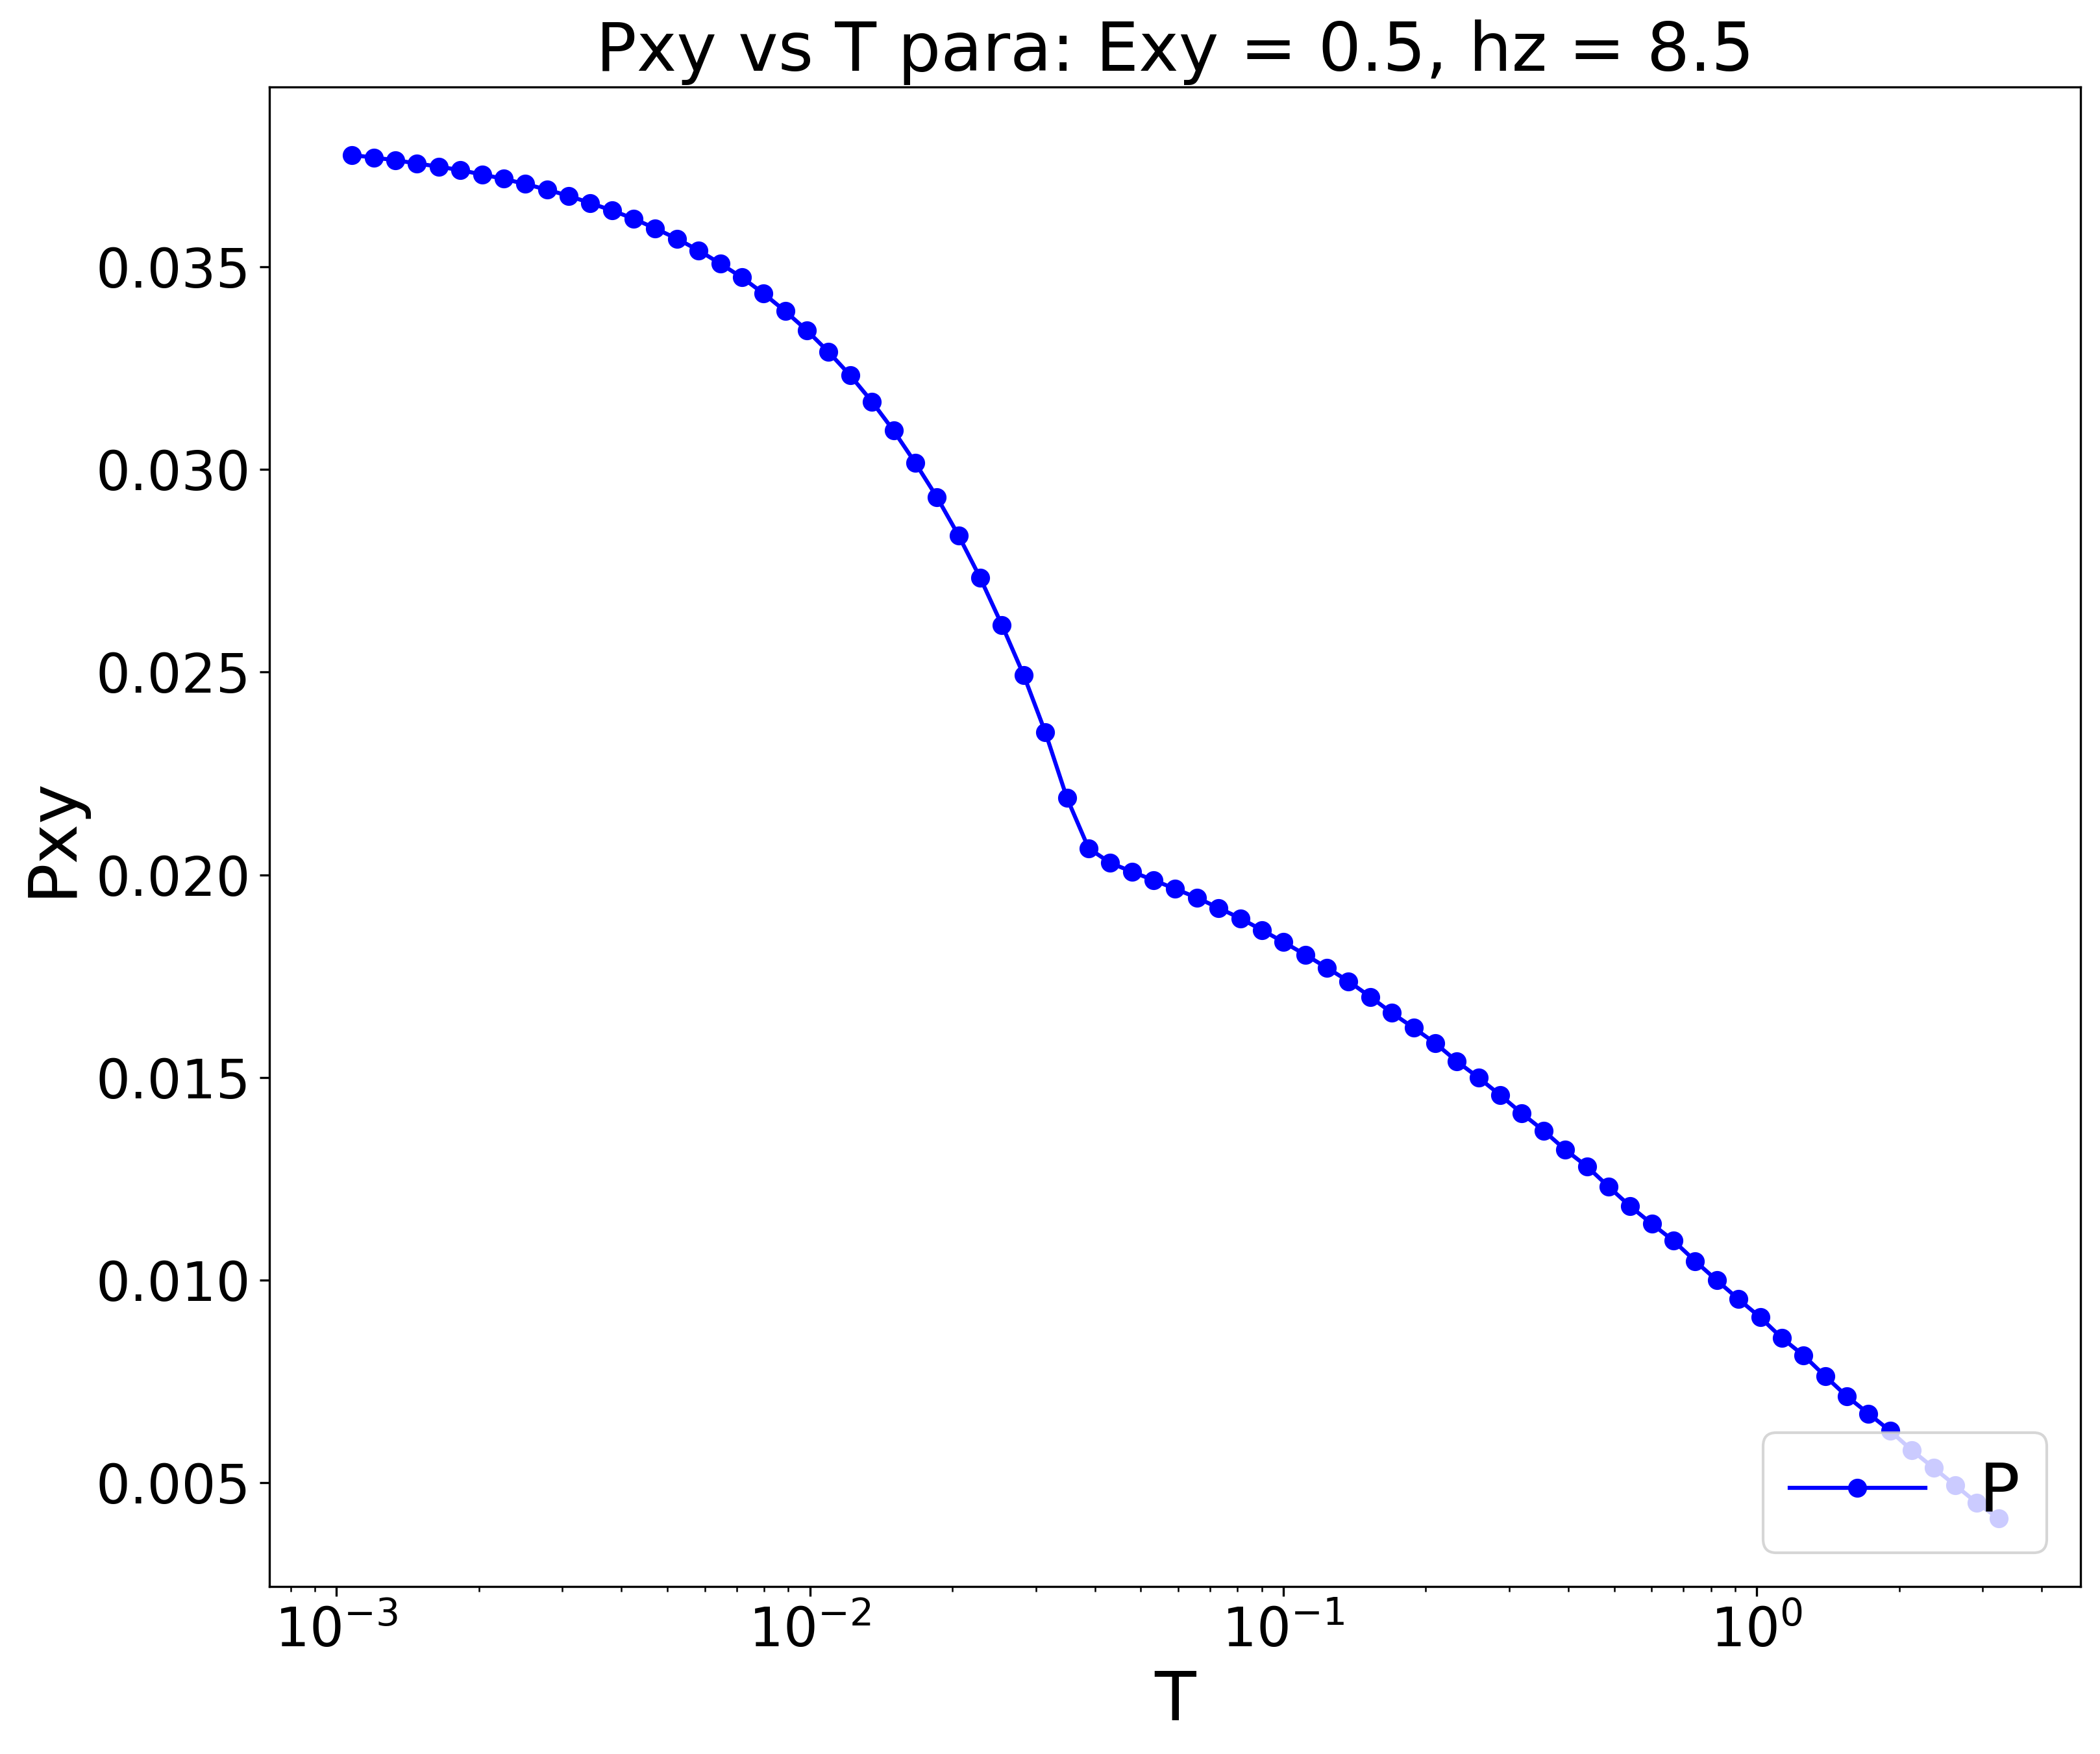 Pxy vs T para: Exy = 0.5, hz = 8.5
Pxy
0.035
0.030
0.025
0.020
0.015
0.010
0.005
P
10⁻³ 10⁻² 10⁻¹ 10⁰
T